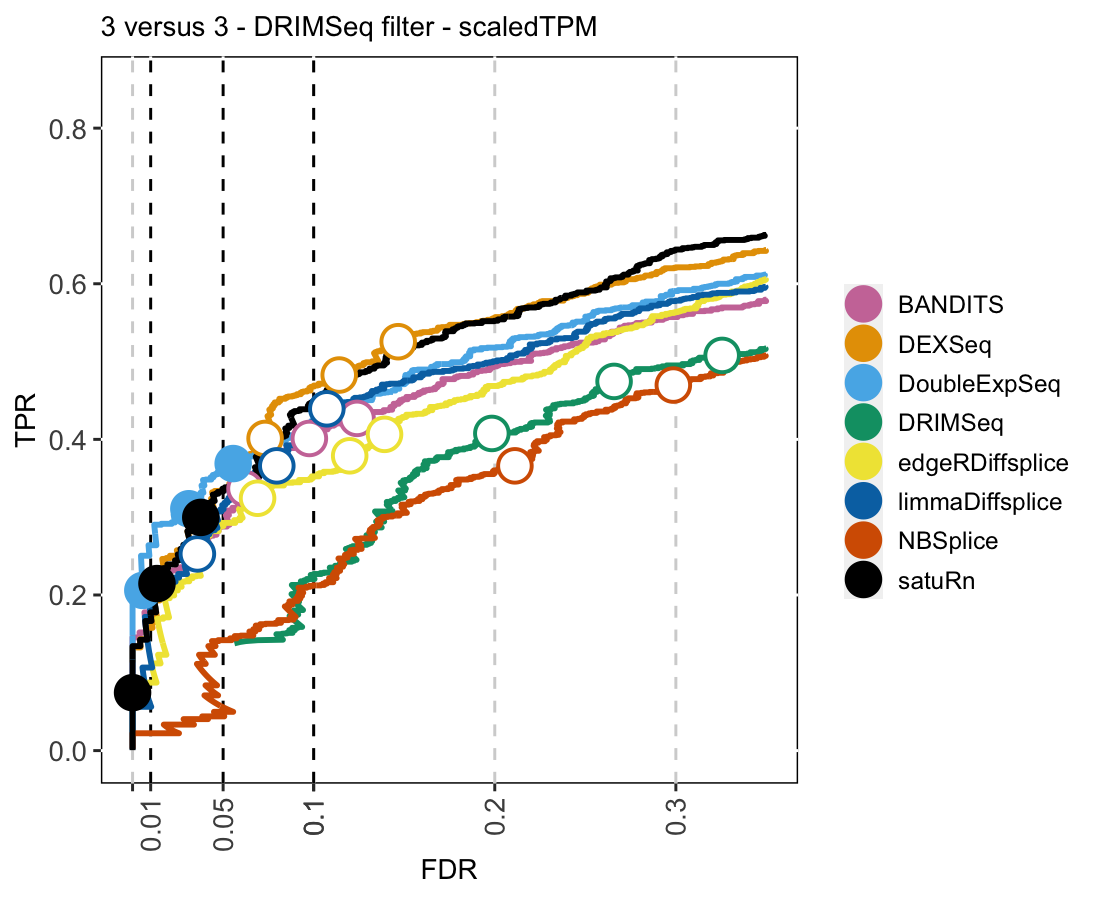 3 versus 3 - DRIMSeq filter - scaledTPM
TPR
0.8
0.6
0.4
0.2
0.0
0.01
0.05
0.1
0.2
0.3
FDR
BANDITS
DEXSeq
DoubleExpSeq
DRIMSeq
edgeRDiffsplice
limmaDiffsplice
NBSplice
satuRn